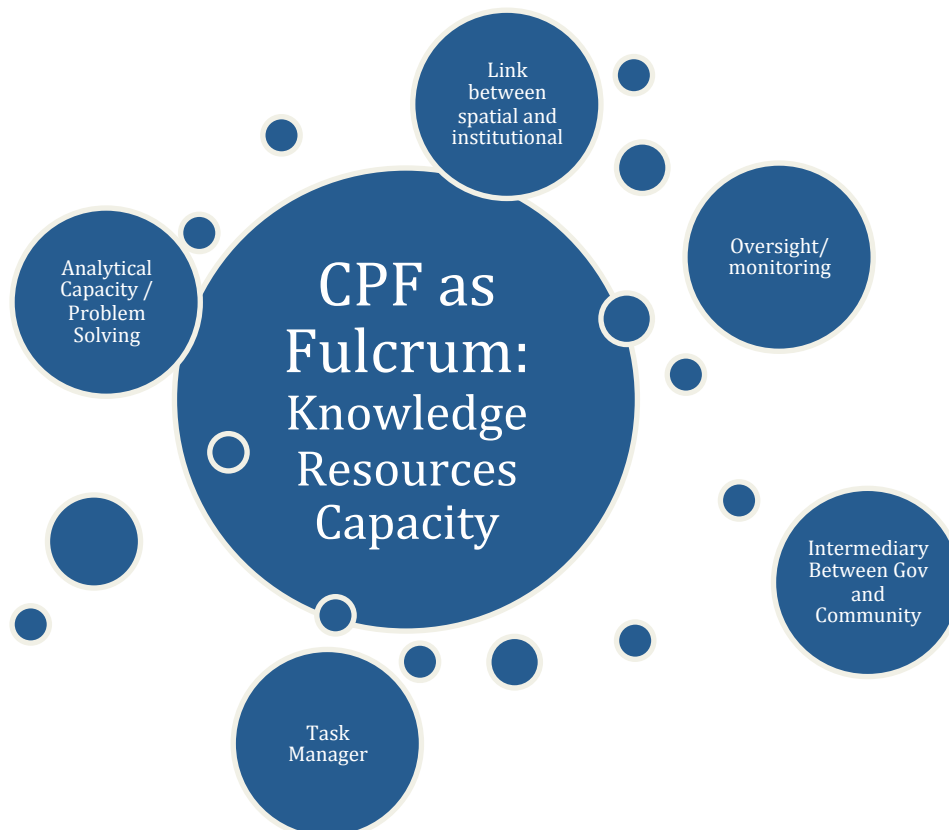 Link
between
spatial and
institutional
Oversight/
monitoring
Analytical
Capacity /
Problem
Solving
CPF as
Fulcrum:
Knowledge
Resources
Capacity
Intermediary
Between Gov
and
Community
Task
Manager